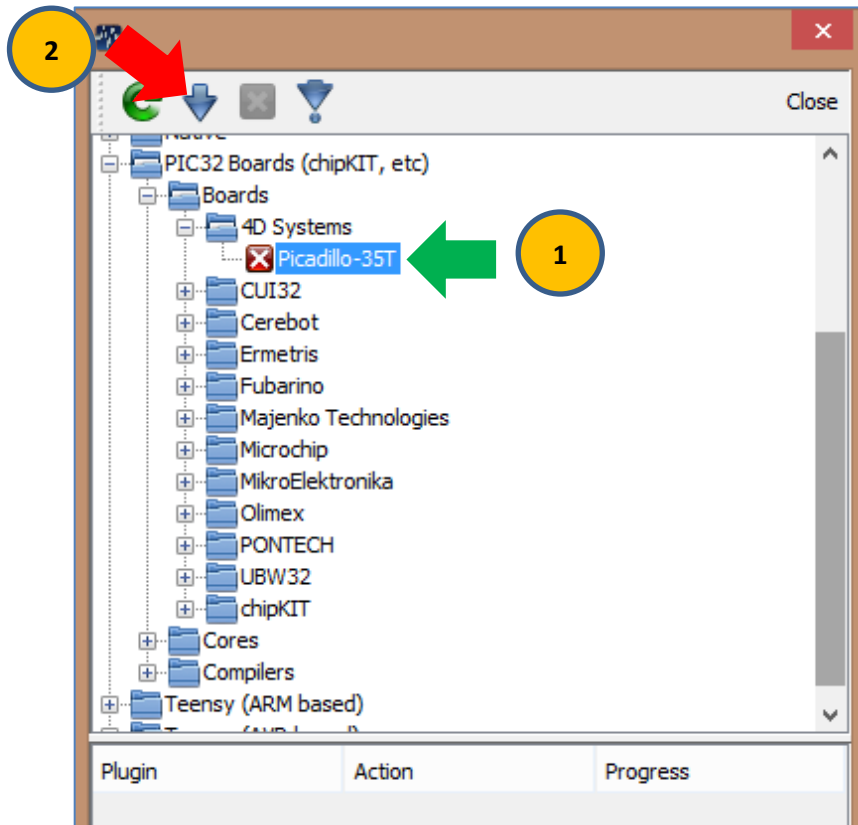 2
Close
PIC32 Boards (chipKIT, etc)
Boards
4D Systems
Picadillo-35T
1
CUI32
Cerebot
Ermetris
Fubarino
Majenko Technologies
Microchip
MikroElektronika
Olimex
PONTECH
UBW32
chipKIT
Cores
Compilers
Teensy (ARM based)
Plugin Action Progress